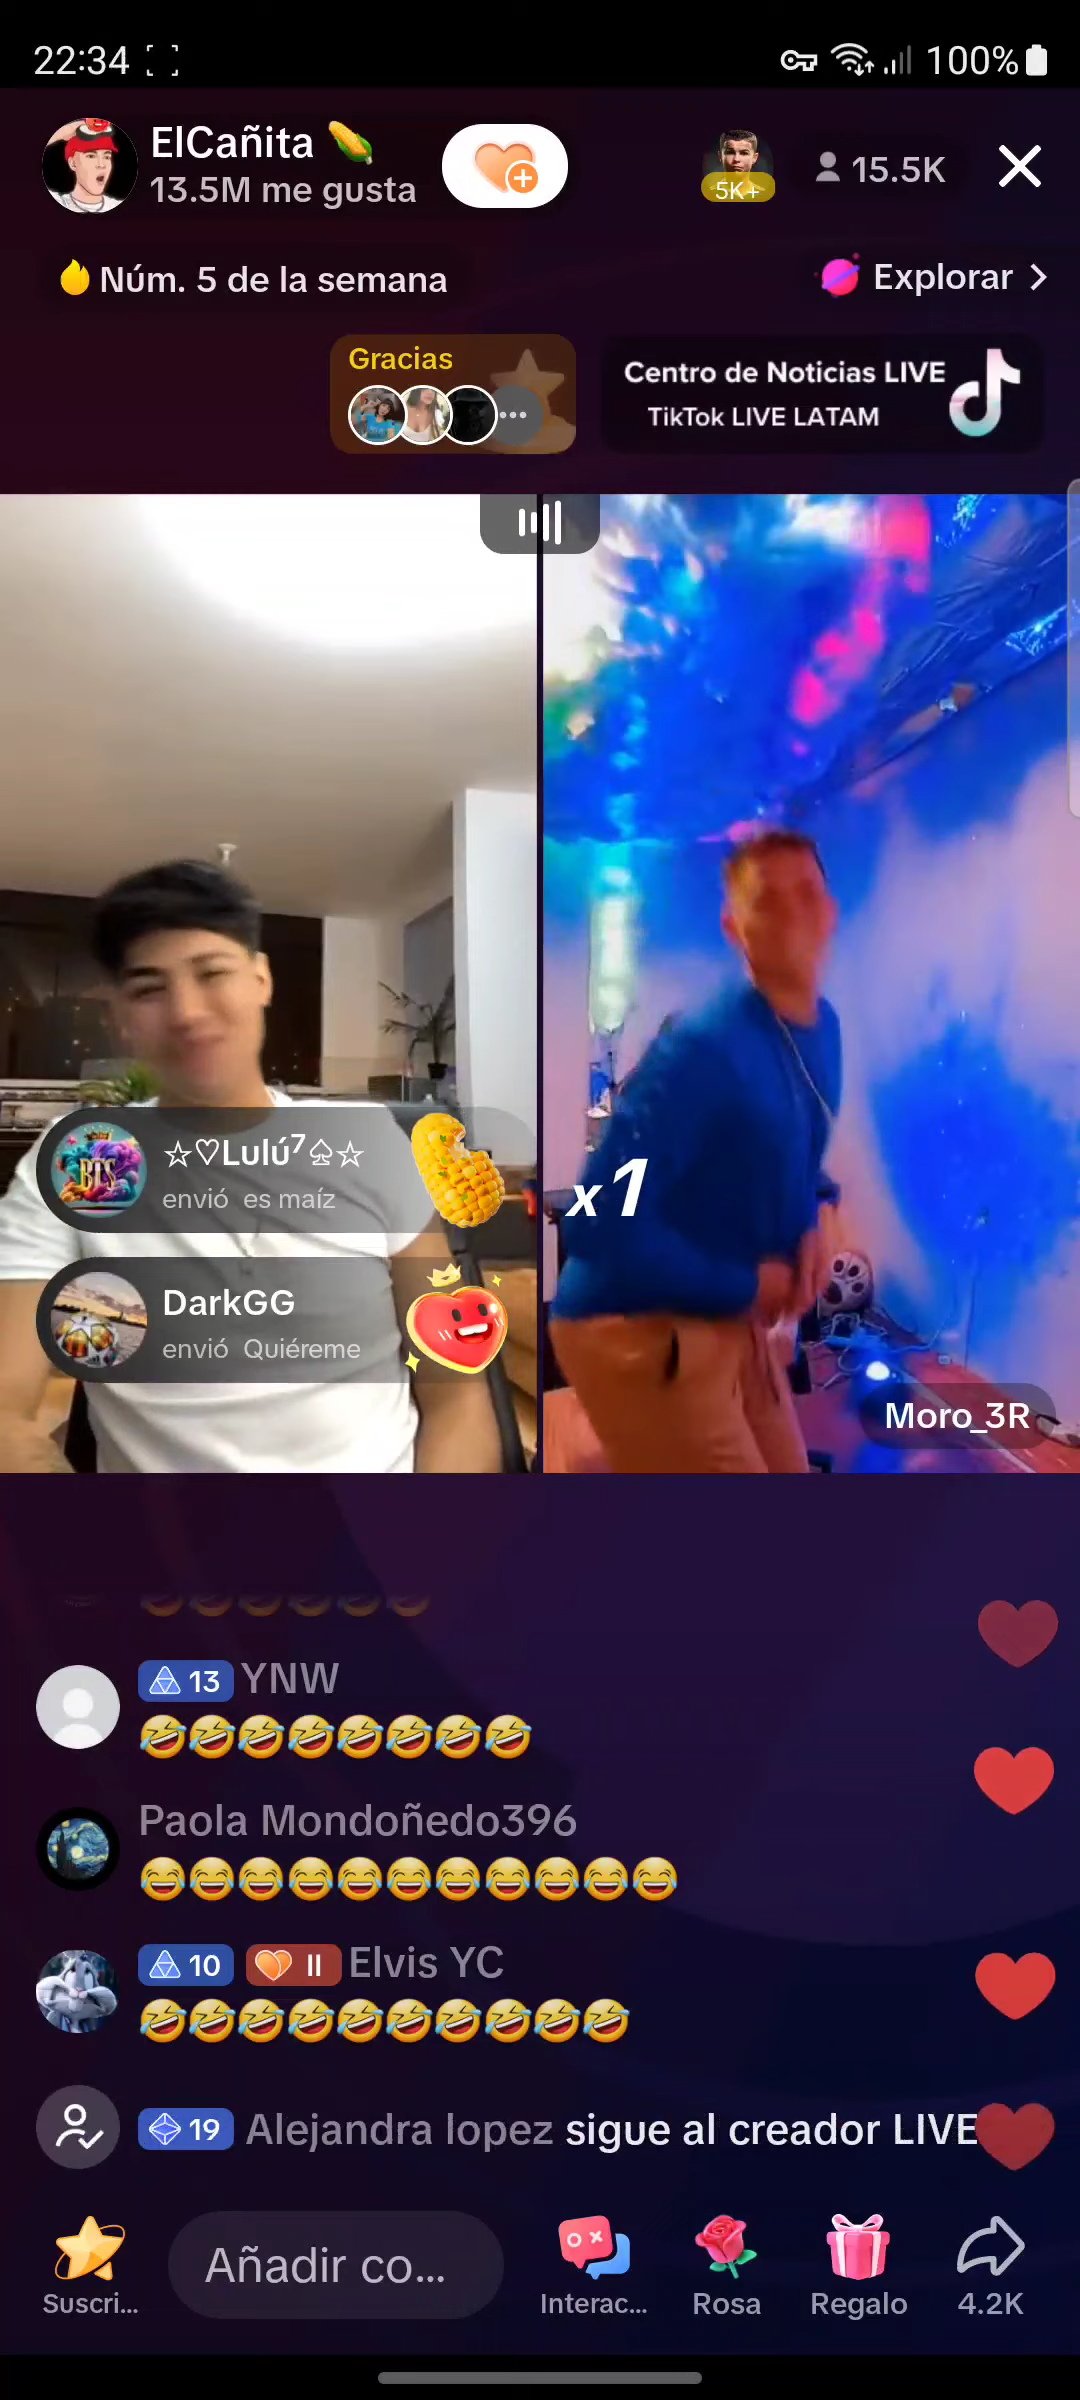 22:34
100%
ElCañita
13.5M me gusta
5K+
15.5K
Núm. 5 de la semana
Explorar
Gracias
Centro de Noticias LIVE
TikTok LIVE LATAM
BTS
☆♡Lulú⁷♤☆
envió es maíz
x1
DarkGG
envió Quiéreme
Moro_3R
13 YNW
🤣🤣🤣🤣🤣🤣🤣🤣
Paola Mondoñedo396
😂😂😂😂😂😂😂😂😂😂😂
10 II Elvis YC
🤣🤣🤣🤣🤣🤣🤣🤣🤣🤣
19 Alejandra lopez sigue al creador LIVE
Suscri...
Añadir co...
Interac...
Rosa
Regalo
4.2K